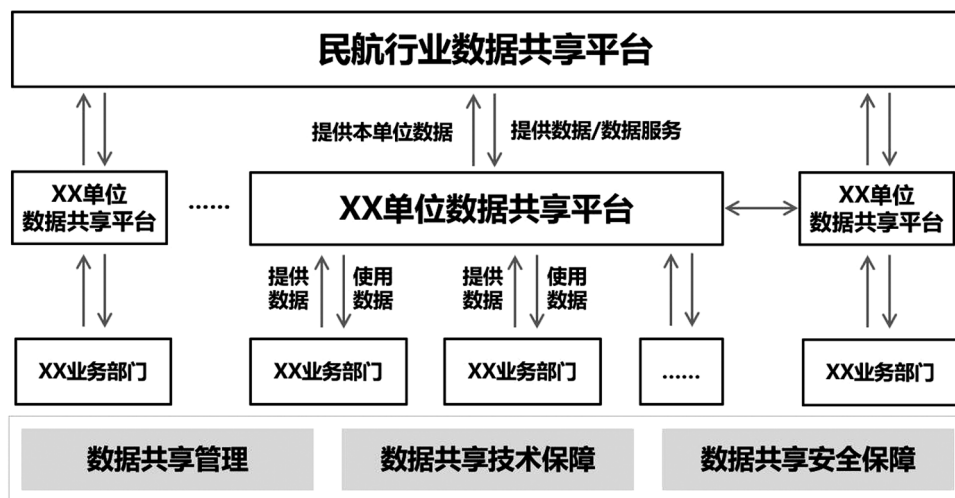 民航行业数据共享平台
提供本单位数据
提供数据/数据服务
XX单位
数据共享平台
......
XX单位数据共享平台
XX单位
数据共享平台
提供
数据
使用
数据
提供
数据
使用
数据
XX业务部门
XX业务部门
XX业务部门
......
XX业务部门
数据共享管理
数据共享技术保障
数据共享安全保障